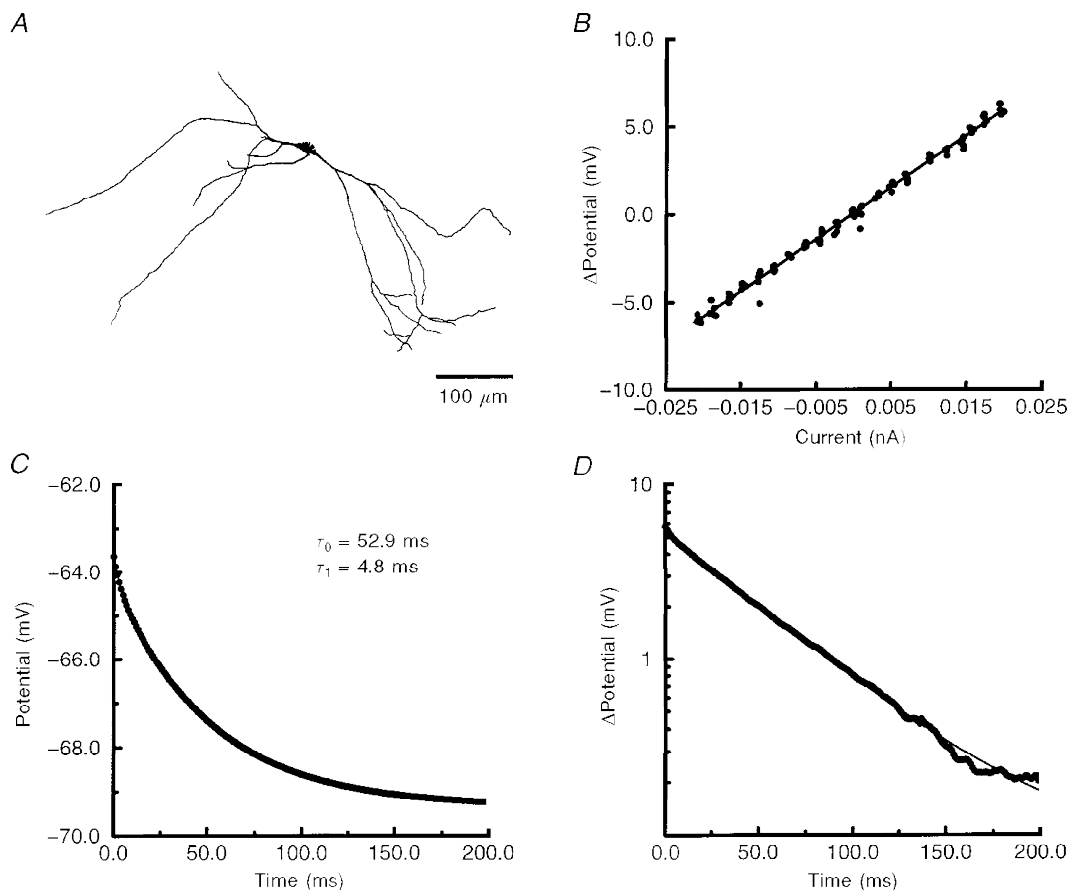 A
100 μm
B
10.0
5.0
0.0
−5.0
−10.0
ΔPotential (mV)
−0.025 −0.015 −0.005 0.005 0.015 0.025
Current (nA)
C
−62.0
−64.0
−66.0
−68.0
−70.0
Potential (mV)
τ0 = 52.9 ms
τ1 = 4.8 ms
0.0 50.0 100.0 150.0 200.0
Time (ms)
D
10
1
ΔPotential (mV)
0.0 50.0 100.0 150.0 200.0
Time (ms)